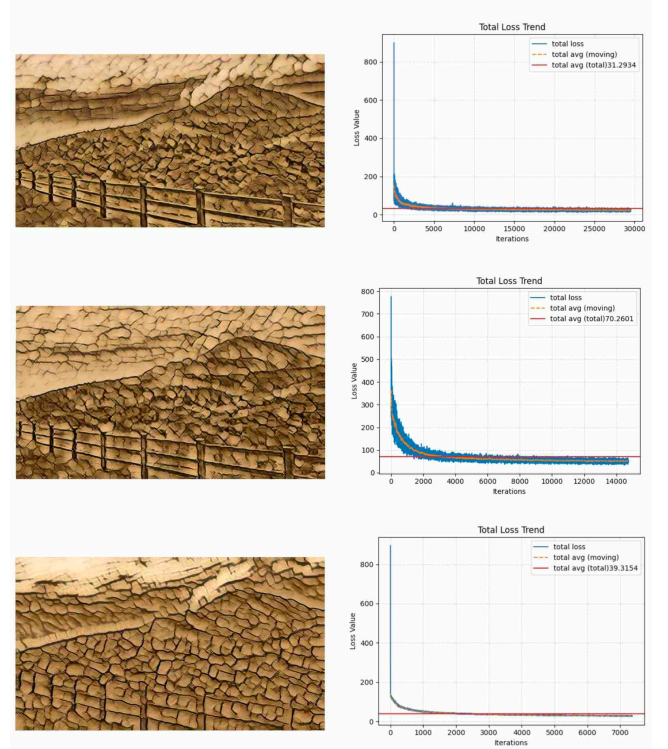 Total Loss Trend
total loss
total avg (moving)
total avg (total)31.2934
800
600
400
200
0
Loss Value
0 5000 10000 15000 20000 25000 30000
Iterations
Total Loss Trend
total loss
total avg (moving)
total avg (total)70.2601
800
700
600
500
400
300
200
100
0
Loss Value
0 2000 4000 6000 8000 10000 12000 14000
Iterations
Total Loss Trend
total loss
total avg (moving)
total avg (total)39.3154
800
600
400
200
0
Loss Value
0 1000 2000 3000 4000 5000 6000 7000
Iterations